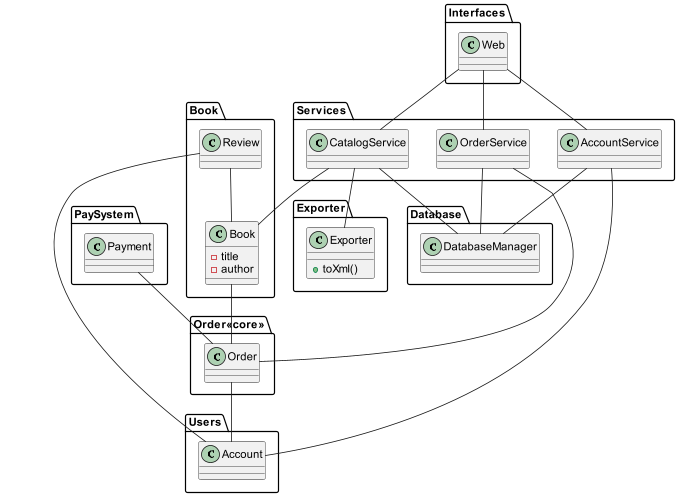 Interfaces
C Web
Book
Services
C Review
C CatalogService
C OrderService
C AccountService
PaySystem
C Payment
C Book
title
author
Exporter
C Exporter
toXml()
Database
C DatabaseManager
Order«core»
C Order
Users
C Account